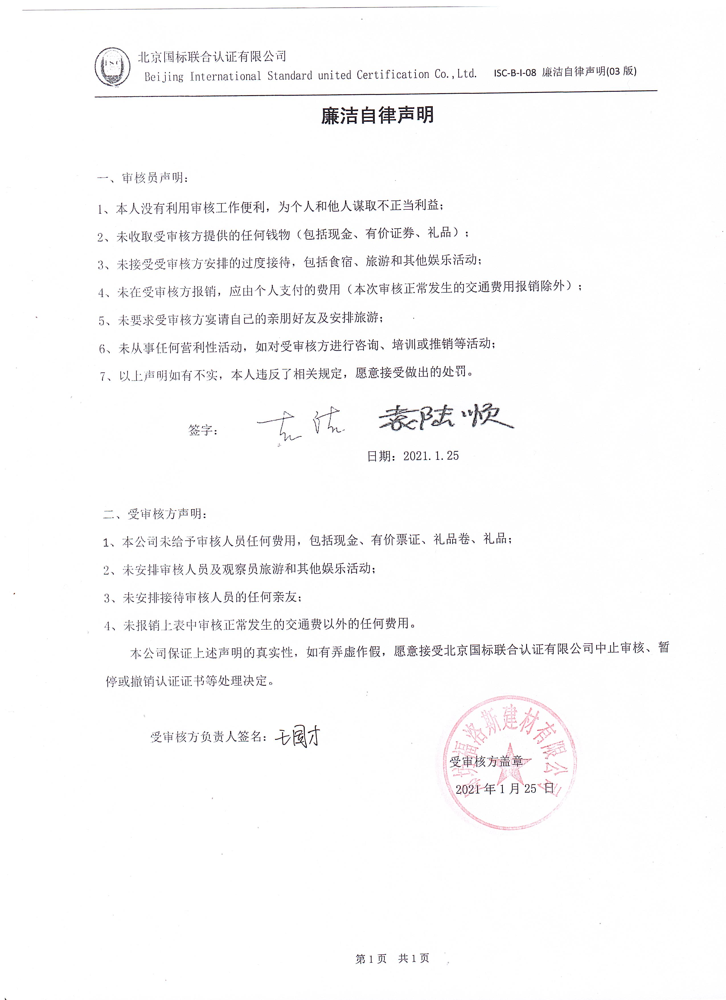 ISC
北京国标联合认证有限公司
Beijing International Standard united Certification Co.,Ltd. ISC-B-I-08 廉洁自律声明(03 版)
廉洁自律声明
一、审核员声明：
1、本人没有利用审核工作便利，为个人和他人谋取不正当利益；
2、未收取受审核方提供的任何钱物（包括现金、有价证券、礼品）；
3、未接受受审核方安排的过度接待，包括食宿、旅游和其他娱乐活动；
4、未在受审核方报销，应由个人支付的费用（本次审核正常发生的交通费用报销除外）；
5、未要求受审核方宴请自己的亲朋好友及安排旅游；
6、未从事任何营利性活动，如对受审核方进行咨询、培训或推销等活动；
7、以上声明如有不实，本人违反了相关规定，愿意接受做出的处罚。
签字： 袁陆顺
日期：2021.1.25
二、受审核方声明：
1、本公司未给予审核人员任何费用，包括现金、有价票证、礼品卷、礼品；
2、未安排审核人员及观察员旅游和其他娱乐活动；
3、未安排接待审核人员的任何亲友；
4、未报销上表中审核正常发生的交通费以外的任何费用。
本公司保证上述声明的真实性，如有弄虚作假，愿意接受北京国标联合认证有限公司中止审核、暂
停或撤销认证证书等处理决定。
受审核方负责人签名：王国才
福洛斯建材有限公司
受审核方盖章
2021 年 1 月 25 日
第 1 页 共 1 页